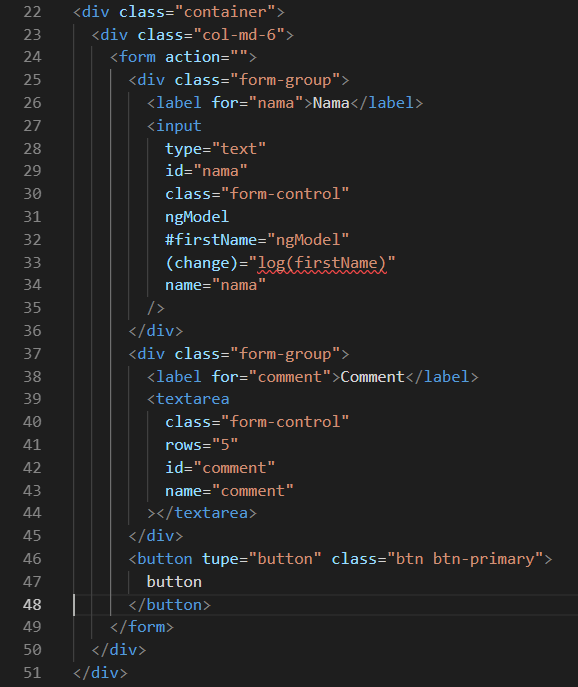 22 <div class="container">
23   <div class="col-md-6">
24     <form action="">
25       <div class="form-group">
26         <label for="nama">Nama</label>
27         <input
28           type="text"
29           id="nama"
30           class="form-control"
31           ngModel
32           #firstName="ngModel"
33           (change)="log(firstName)"
34           name="nama"
35         />
36       </div>
37       <div class="form-group">
38         <label for="comment">Comment</label>
39         <textarea
40           class="form-control"
41           rows="5"
42           id="comment"
43           name="comment"
44         ></textarea>
45       </div>
46       <button tupe="button" class="btn btn-primary">
47         button
48       </button>
49     </form>
50   </div>
51 </div>